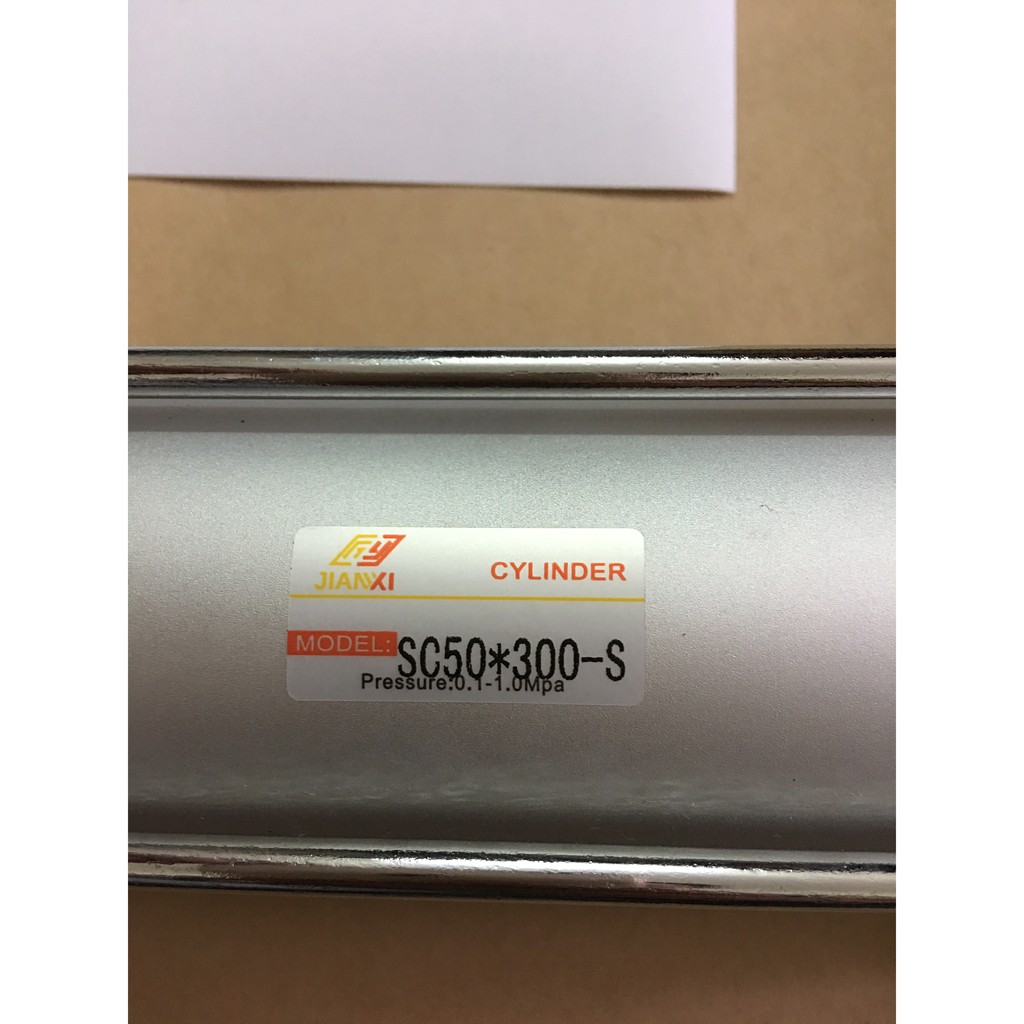 JIANXI
CYLINDER
MODEL: SC50*300-S
Pressure:0.1-1.0Mpa